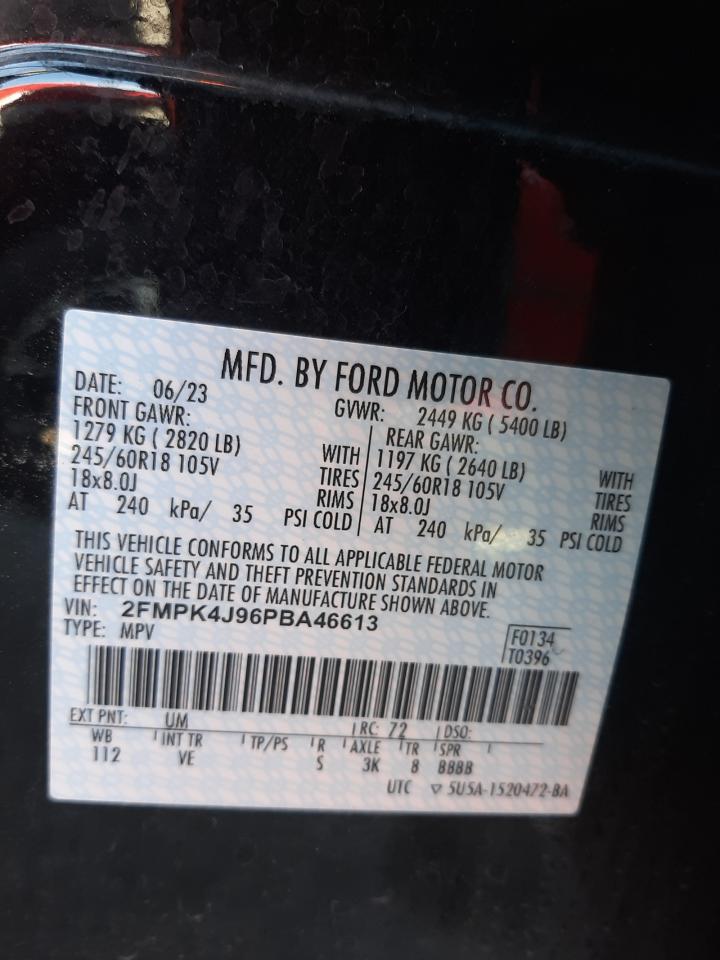 MFD. BY FORD MOTOR CO.
DATE: 06/23 GVWR: 2449 KG ( 5400 LB)
FRONT GAWR: REAR GAWR:
1279 KG ( 2820 LB) WITH 1197 KG ( 2640 LB) WITH
245/60R18 105V TIRES 245/60R18 105V TIRES
18x8.0J RIMS 18x8.0J RIMS
AT 240 kPa/ 35 PSI COLD AT 240 kPa/ 35 PSI COLD
THIS VEHICLE CONFORMS TO ALL APPLICABLE FEDERAL MOTOR
VEHICLE SAFETY AND THEFT PREVENTION STANDARDS IN
EFFECT ON THE DATE OF MANUFACTURE SHOWN ABOVE.
VIN: 2FMPK4J96PBA46613
TYPE: MPV
F0134
T0396
EXT PNT: UM RC: 72 DSO:
WB INT TR TP/PS R AXLE TR SPR
112 VE S 3K 8 BBBB
UTC ▽ 5U5A-1520472-BA